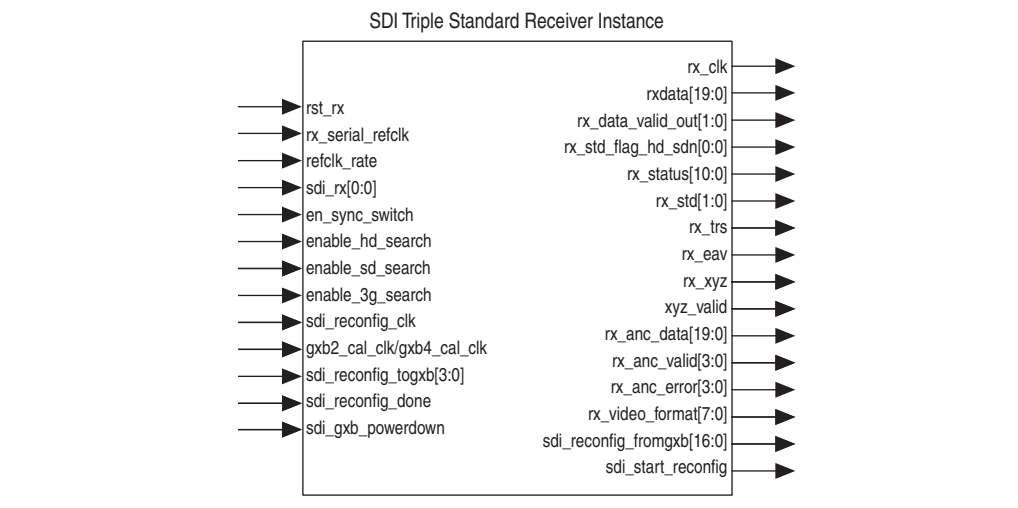 SDI Triple Standard Receiver Instance
rst_rx
rx_serial_refclk
refclk_rate
sdi_rx[0:0]
en_sync_switch
enable_hd_search
enable_sd_search
enable_3g_search
sdi_reconfig_clk
gxb2_cal_clk/gxb4_cal_clk
sdi_reconfig_togxb[3:0]
sdi_reconfig_done
sdi_gxb_powerdown
rx_clk
rxdata[19:0]
rx_data_valid_out[1:0]
rx_std_flag_hd_sdn[0:0]
rx_status[10:0]
rx_std[1:0]
rx_trs
rx_eav
rx_xyz
xyz_valid
rx_anc_data[19:0]
rx_anc_valid[3:0]
rx_anc_error[3:0]
rx_video_format[7:0]
sdi_reconfig_fromgxb[16:0]
sdi_start_reconfig